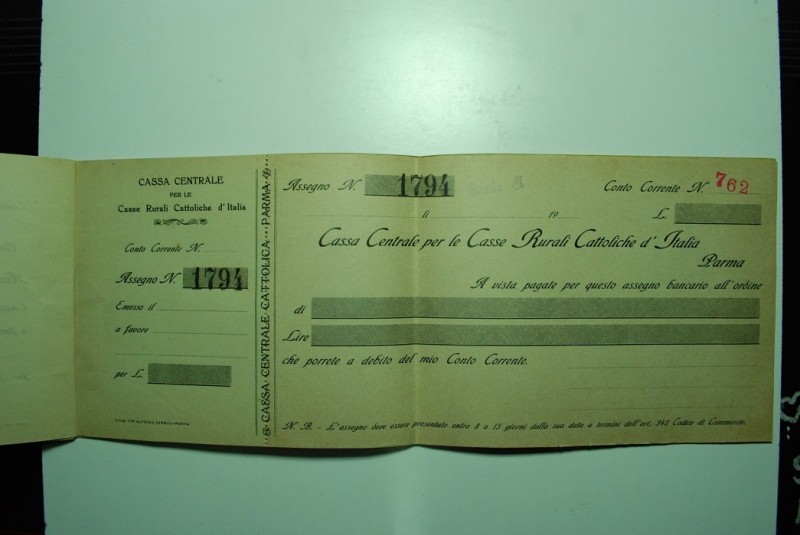 CASSA CENTRALE
PER LE
Casse Rurali Cattoliche d'Italia
Conto Corrente N.
Assegno N. 1794
Emesso il
a favore
per L.
CASSA CENTRALE CATTOLICA PARMA
Assegno N. 1794 Conto Corrente N. 762
li 19 L.
Cassa Centrale per le Casse Rurali Cattoliche d'Italia
Parma
A vista pagate per questo assegno bancario all'ordine
di
Lire
che porrete a debito del mio Conto Corrente.
N. B. - L'assegno deve essere presentato entro 8 o 15 giorni dalla sua data a termini dell'art. 342 Codice di Commercio.